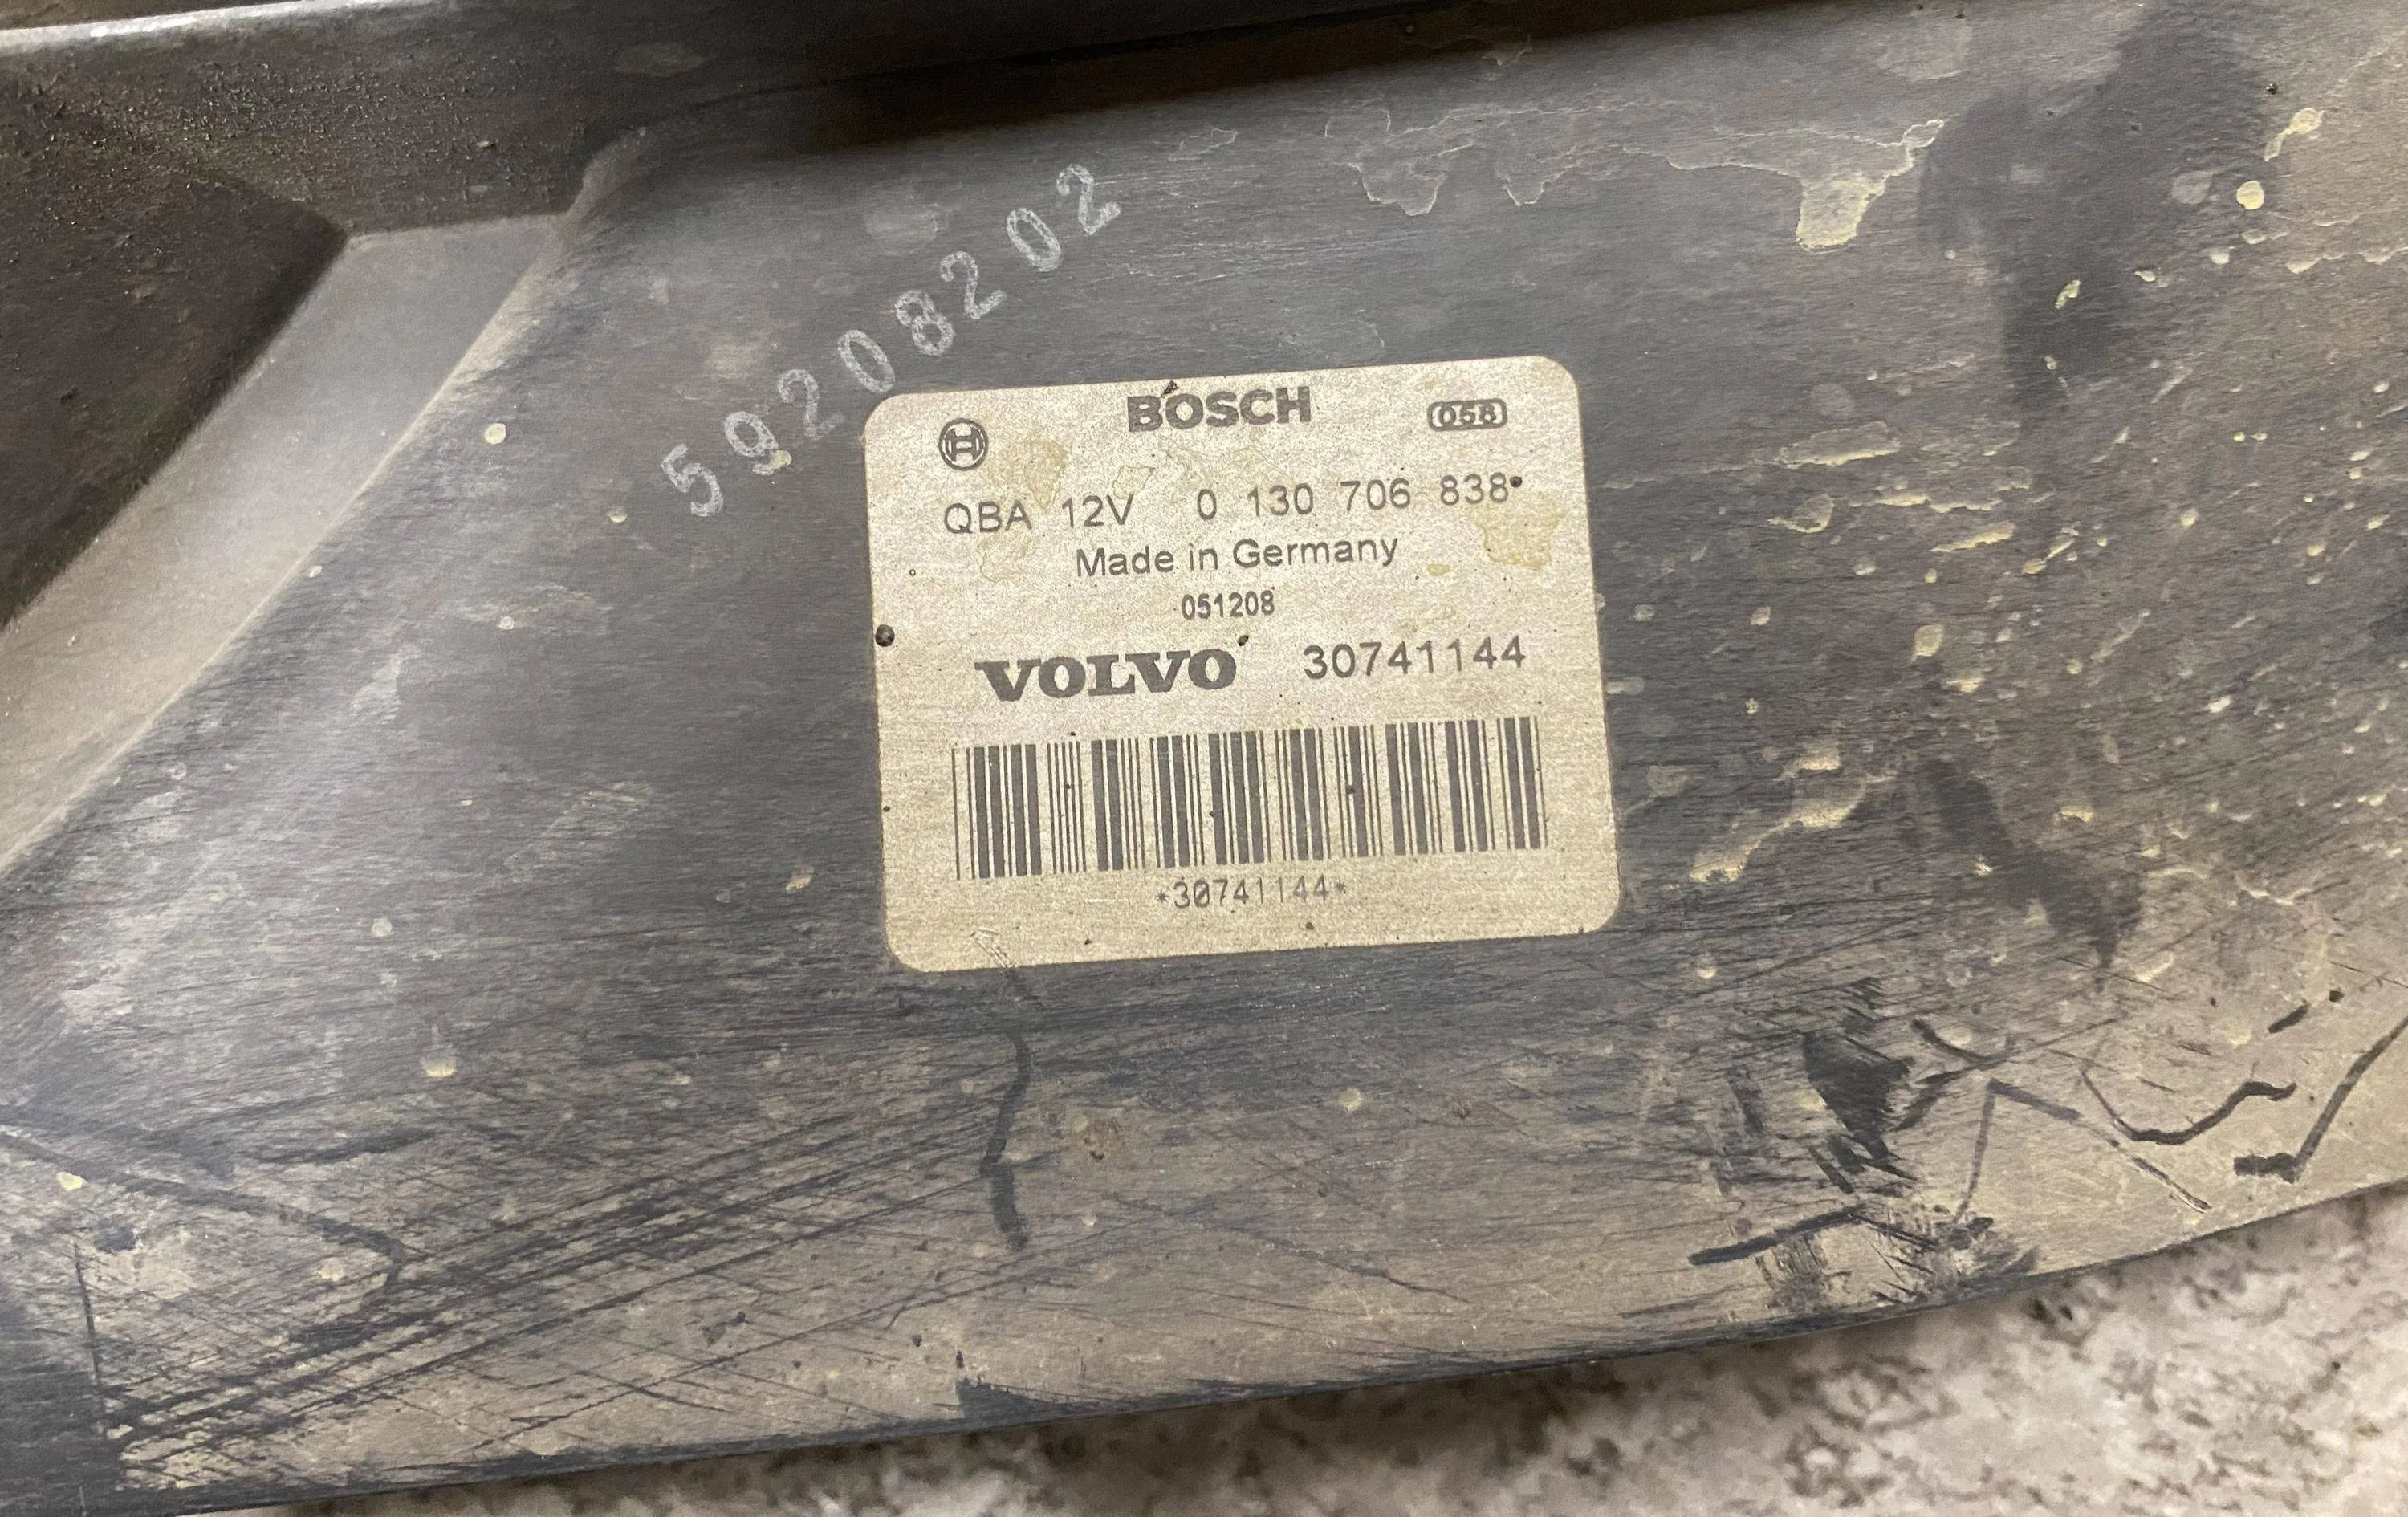 59208202
BOSCH 058
QBA 12V 0 130 706 838
Made in Germany
051208
VOLVO 30741144
*30741144*